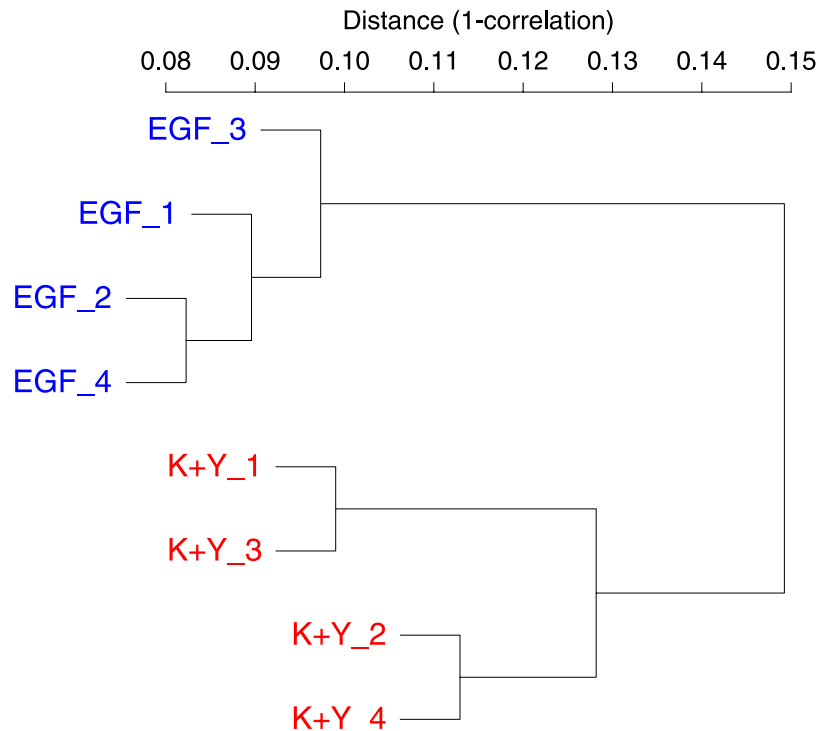 Distance (1-correlation)
0.08 0.09 0.10 0.11 0.12 0.13 0.14 0.15
EGF_3
EGF_1
EGF_2
EGF_4
K+Y_1
K+Y_3
K+Y_2
K+Y 4